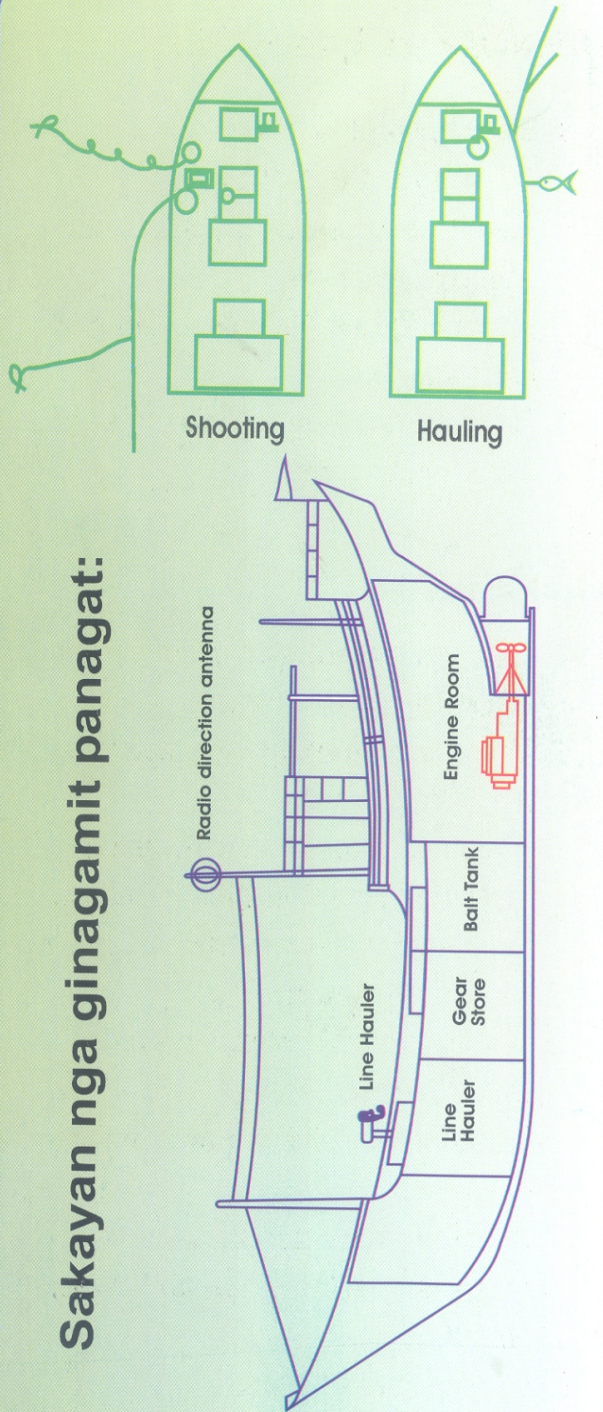 Sakayan nga ginagamit panagat:
Shooting
Hauling
Radio direction antenna
Line Hauler
Line
Hauler
Gear
Store
Balt Tank
Engine Room